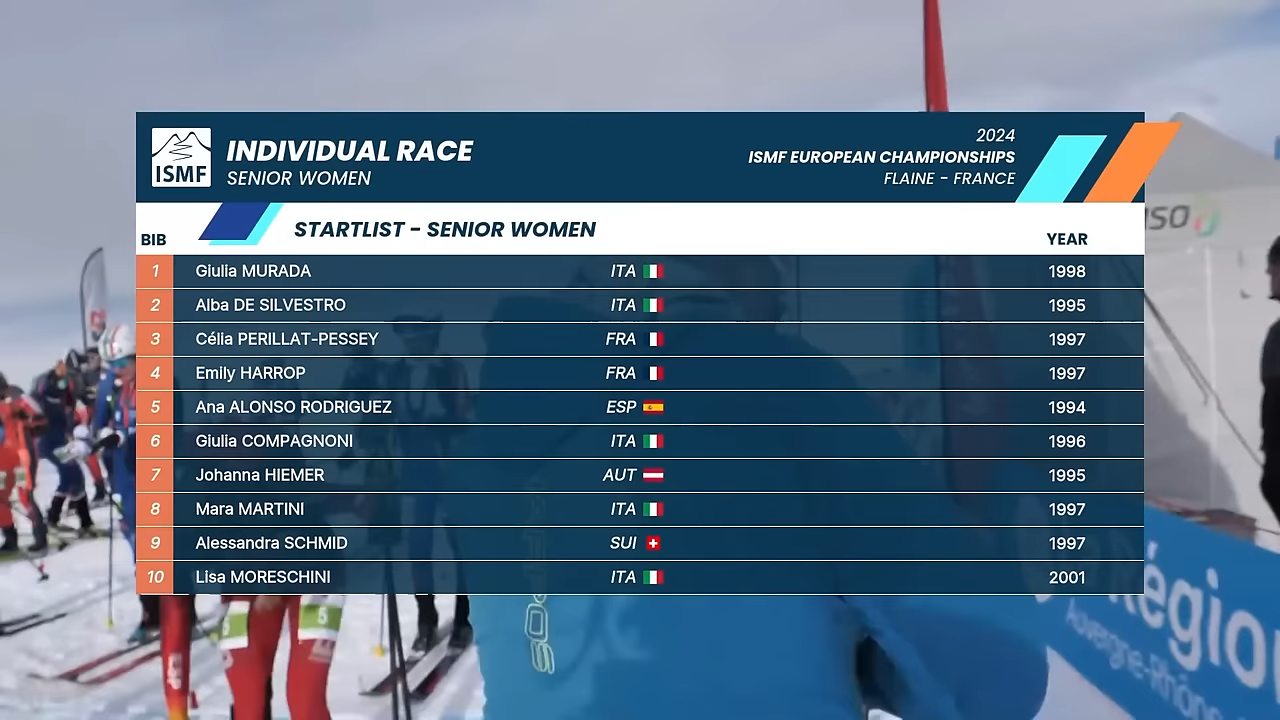 ISMF
INDIVIDUAL RACE
SENIOR WOMEN
2024
ISMF EUROPEAN CHAMPIONSHIPS
FLAINE - FRANCE
BIB
STARTLIST - SENIOR WOMEN
YEAR
1 Giulia MURADA ITA 1998
2 Alba DE SILVESTRO ITA 1995
3 Célia PERILLAT-PESSEY FRA 1997
4 Emily HARROP FRA 1997
5 Ana ALONSO RODRIGUEZ ESP 1994
6 Giulia COMPAGNONI ITA 1996
7 Johanna HIEMER AUT 1995
8 Mara MARTINI ITA 1997
9 Alessandra SCHMID SUI 1997
10 Lisa MORESCHINI ITA 2001
5